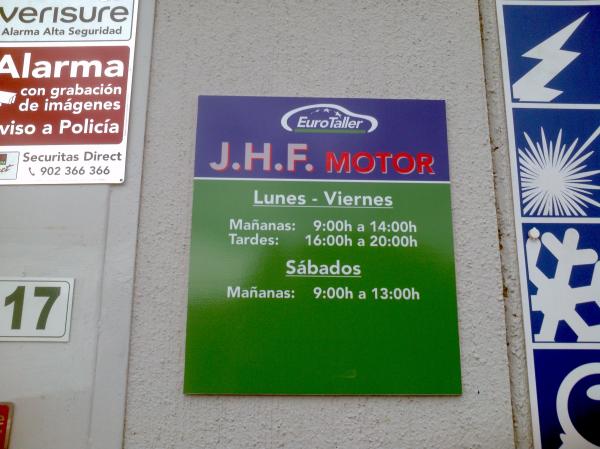 verisure
Alarma Alta Seguridad
Alarma
con grabación
de imágenes
viso a Policía
Securitas Direct
902 366 366
17
EuroTaller
J.H.F. MOTOR
Lunes - Viernes
Mañanas: 9:00h a 14:00h
Tardes: 16:00h a 20:00h
Sábados
Mañanas: 9:00h a 13:00h